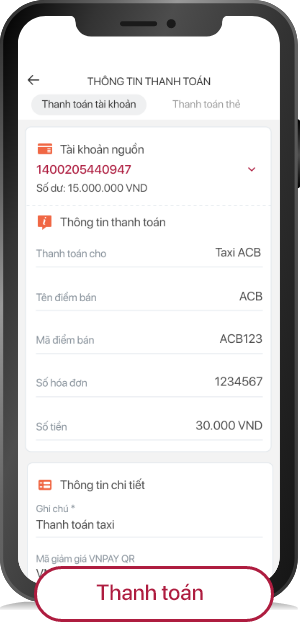 THÔNG TIN THANH TOÁN
Thanh toán tài khoản
Thanh toán thẻ
Tài khoản nguồn
1400205440947
Số dư: 15.000.000 VND
Thông tin thanh toán
Thanh toán cho Taxi ACB
Tên điểm bán ACB
Mã điểm bán ACB123
Số hóa đơn 1234567
Số tiền 30.000 VND
Thông tin chi tiết
Ghi chú *
Thanh toán taxi
Mã giảm giá VNPAY QR
Thanh toán